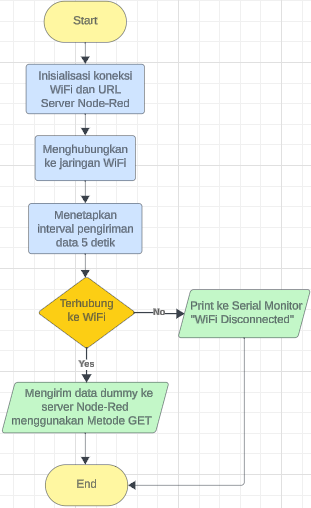 Start
Inisialisasi koneksi
WiFi dan URL
Server Node-Red
Menghubungkan
ke jaringan WiFi
Menetapkan
interval pengiriman
data 5 detik
Terhubung
ke WiFi
No
Print ke Serial Monitor
"WiFi Disconnected"
Yes
Mengirim data dummy ke
server Node-Red
menggunakan Metode GET
End